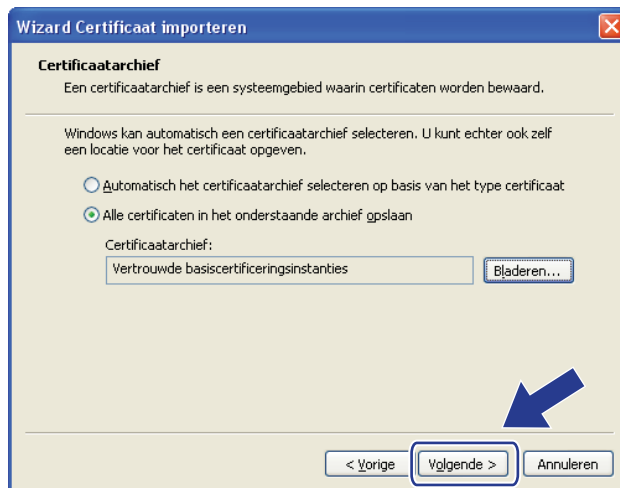 Wizard Certificaat importeren
Certificaatarchief
Een certificaatarchief is een systeemgebied waarin certificaten worden bewaard.
Windows kan automatisch een certificaatarchief selecteren. U kunt echter ook zelf
een locatie voor het certificaat opgeven.
Automatisch het certificaatarchief selecteren op basis van het type certificaat
Alle certificaten in het onderstaande archief opslaan
Certificaatarchief:
Vertrouwde basiscertificeringsinstanties
Bladeren...
< Vorige
Volgende >
Annuleren